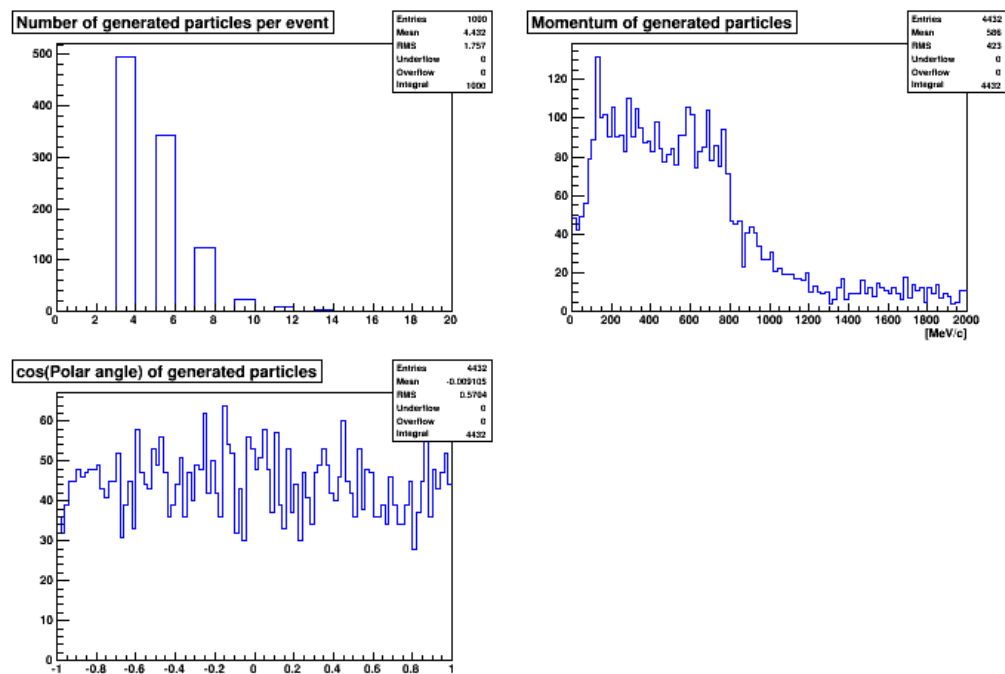 Number of generated particles per event
Entries 1000
Mean 4.432
RMS 1.757
Underflow 0
Overflow 0
Integral 1000
500
400
300
200
100
0
0 2 4 6 8 10 12 14 16 18 20
Momentum of generated particles
Entries 4432
Mean 586
RMS 423
Underflow 0
Overflow 0
Integral 4432
120
100
80
60
40
20
0
0 200 400 600 800 1000 1200 1400 1600 1800 2000
[MeV/c]
cos(Polar angle) of generated particles
Entries 4432
Mean -0.009105
RMS 0.5704
Underflow 0
Overflow 0
Integral 4432
60
50
40
30
20
10
0
-1 -0.8 -0.6 -0.4 -0.2 0 0.2 0.4 0.6 0.8 1